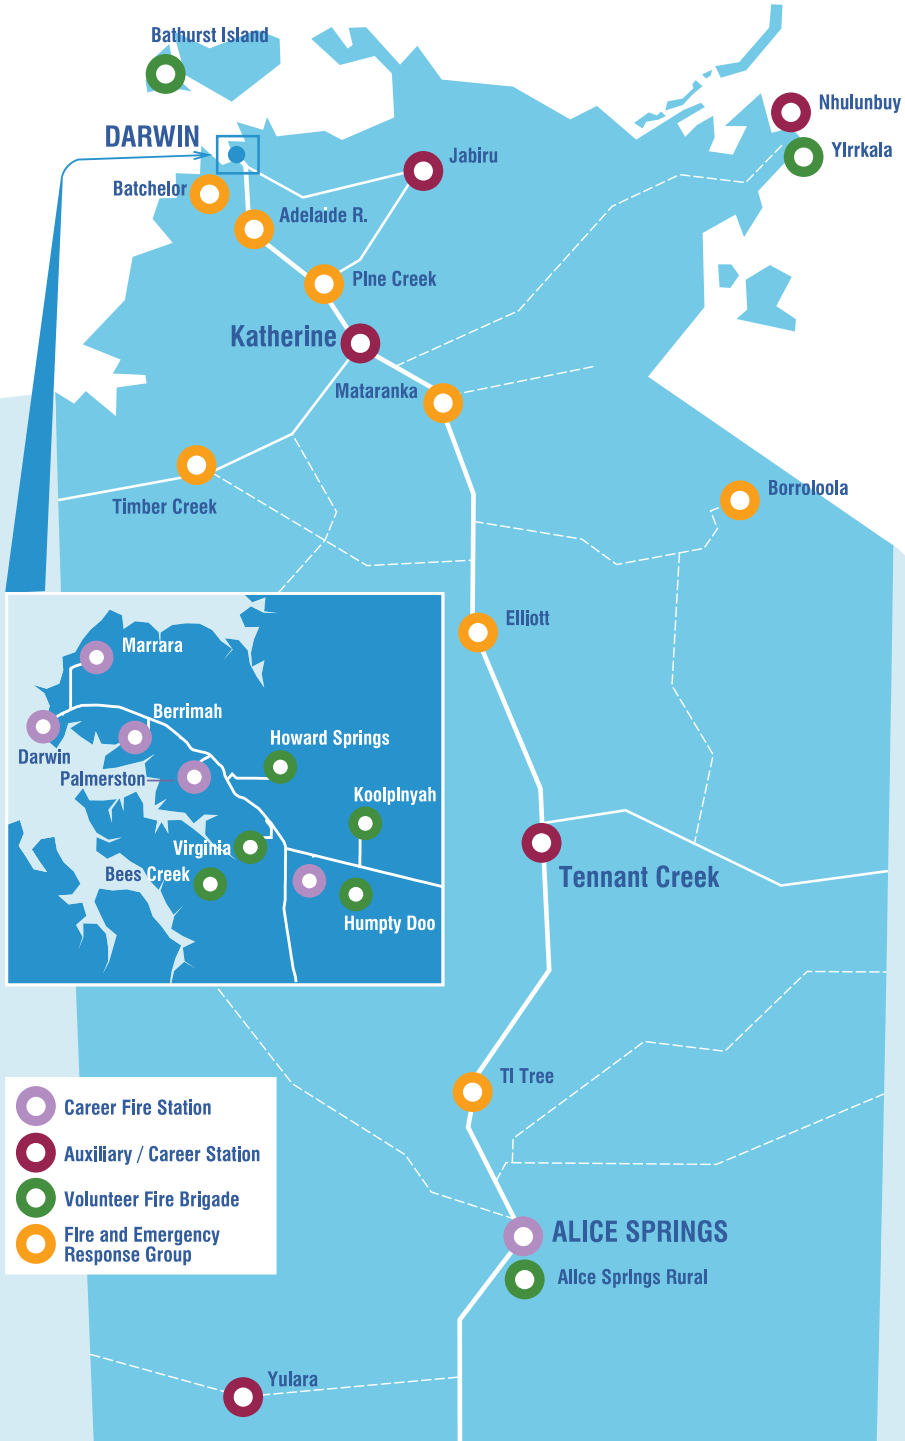 Bathurst Island
Nhulunbuy
DARWIN
Jabiru
Yirrkala
Batchelor
Adelaide R.
Pine Creek
Katherine
Mataranka
Borroloola
Timber Creek
Elliott
Marrara
Berrimah
Howard Springs
Darwin
Palmerston
Koolpinyah
Virginia
Bees Creek
Humpty Doo
Tennant Creek
Ti Tree
Career Fire Station
Auxiliary / Career Station
Volunteer Fire Brigade
Fire and Emergency
Response Group
ALICE SPRINGS
Alice Springs Rural
Yulara